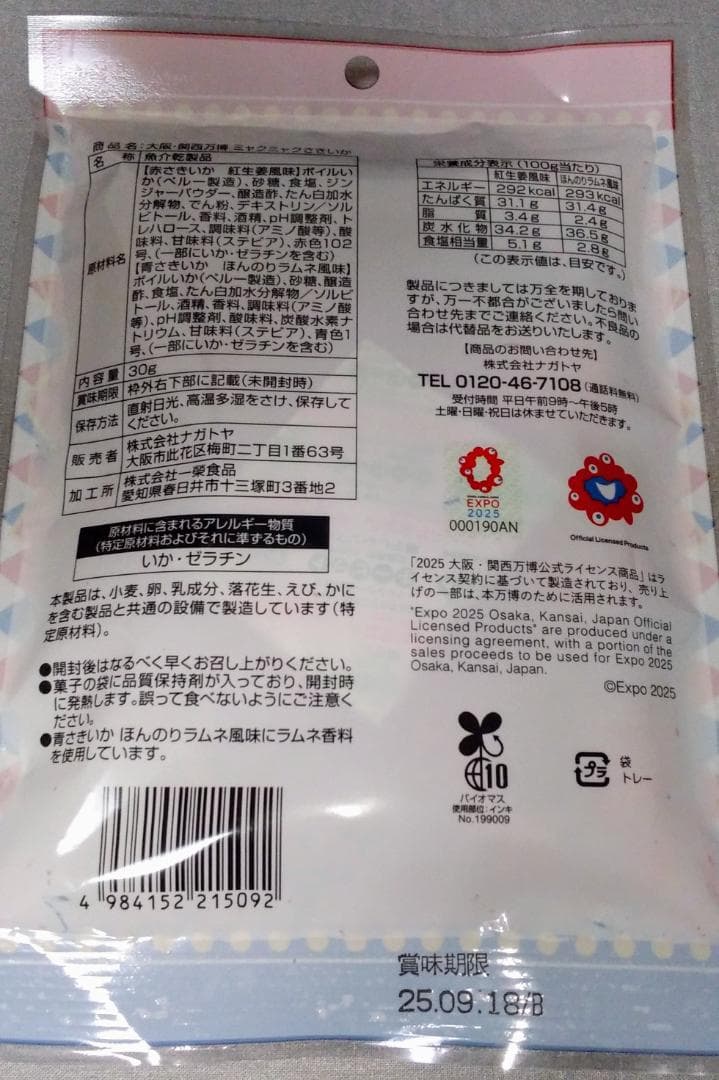 商品名:大阪・関西万博 ミャクミャクさきいか
名 称 魚介乾製品
原材料名
【赤さきいか 紅生姜風味】ボイルい
か(ペルー製造)、砂糖、食塩、ジン
ジャーパウダー、醸造酢、たん白加水
分解物、でん粉、デキストリン/ソル
ビトール、香料、酒精、pH調整剤、ト
レハロース、調味料(アミノ酸等)、酸
味料、甘味料(ステビア)、赤色102
号、(一部にいか・ゼラチンを含む)
【青さきいか ほんのりラムネ風味】
ボイルいか(ペルー製造)、砂糖、醸造
酢、食塩、たん白加水分解物/ソルビ
トール、酒精、香料、調味料(アミノ酸
等)、pH調整剤、酸味料、炭酸水素ナ
トリウム、甘味料(ステビア)、青色1
号、(一部にいか・ゼラチンを含む)
内容量 30g
賞味期限 枠外右下部に記載(未開封時)
保存方法 直射日光、高温多湿をさけ、保存して
ください。
販売者 株式会社ナガトヤ
大阪市此花区梅町二丁目1番63号
加工所 株式会社一榮食品
愛知県春日井市十三塚町3番地2
原材料に含まれるアレルギー物質
(特定原材料およびそれに準ずるもの)
いか・ゼラチン
本製品は、小麦、卵、乳成分、落花生、えび、かに
を含む製品と共通の設備で製造しています(特
定原材料)。
●開封後はなるべく早くお召し上がりください。
●菓子の袋に品質保持剤が入っており、開封時
に発熱します。誤って食べないようにご注意く
ださい。
●青さきいか ほんのりラムネ風味にラムネ香料
を使用しています。
4 984152 215092
栄養成分表示(100g当たり)
紅生姜風味 ほんのりラムネ風味
エネルギー 292kcal 293kcal
たんぱく質 31.1g 31.4g
脂質 3.4g 2.4g
炭水化物 34.2g 36.5g
食塩相当量 5.1g 2.8g
(この表示値は、目安です。)
製品につきましては万全を期しておりま
すが、万一不都合がございましたら問い
合わせ先までご連絡ください。不良品の
場合は代替品をお送りいたします。
【商品のお問い合わせ先】
株式会社ナガトヤ
TEL 0120-46-7108(通話料無料)
受付時間 平日午前9時~午後5時
土曜・日曜・祝日は休ませていただきます。
EXPO
2025
000190AN
Official Licensed Products
「2025 大阪・関西万博公式ライセンス商品」はラ
イセンス契約に基づいて製造されており、売り上
げの一部は、本万博のために活用されます。
"Expo 2025 Osaka, Kansai, Japan Official
Licensed Products" are produced under a
licensing agreement, with a portion of the
sales proceeds to be used for Expo 2025
Osaka, Kansai, Japan.
©Expo 2025
10
バイオマス
使用部位:インキ
No.199009
プラ
袋
トレー
賞味期限
25.09.18/B